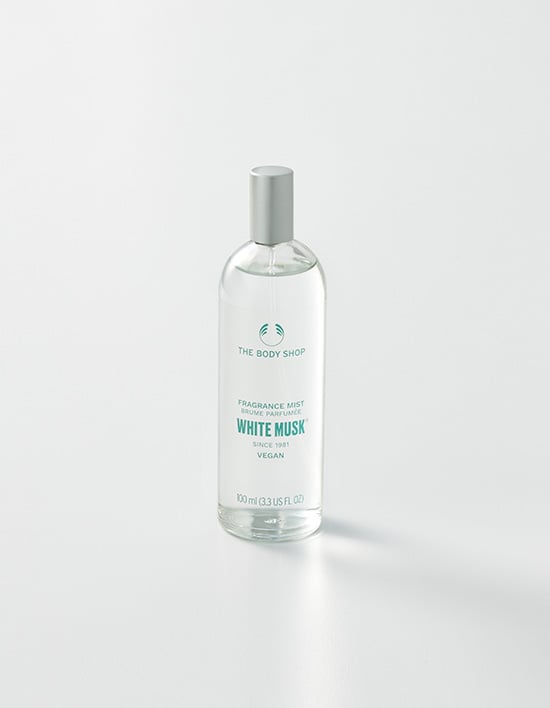 THE BODY SHOP
FRAGRANCE MIST
BRUME PARFUMÉE
WHITE MUSK®
SINCE 1981
VEGAN
100 ml (3.3 US FL OZ)